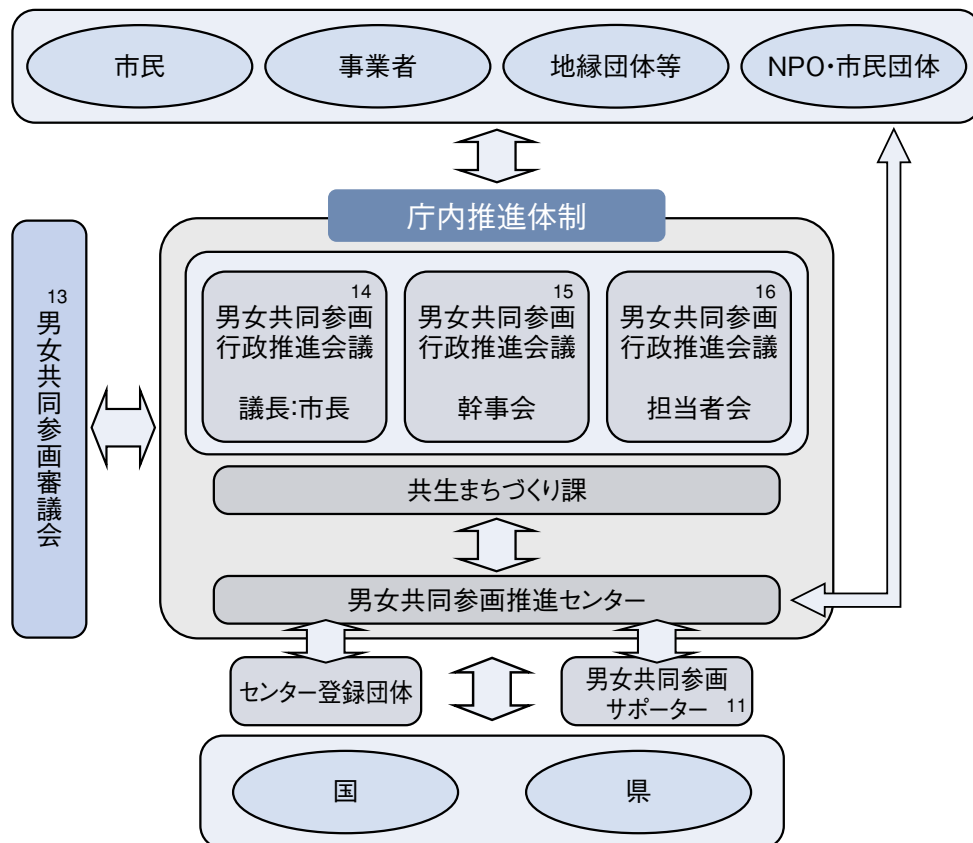 市民
事業者
地縁団体等
NPO・市民団体
庁内推進体制
13
男女共同参画審議会
14
男女共同参画
行政推進会議
議長:市長
15
男女共同参画
行政推進会議
幹事会
16
男女共同参画
行政推進会議
担当者会
共生まちづくり課
男女共同参画推進センター
センター登録団体
男女共同参画
サポーター 11
国
県